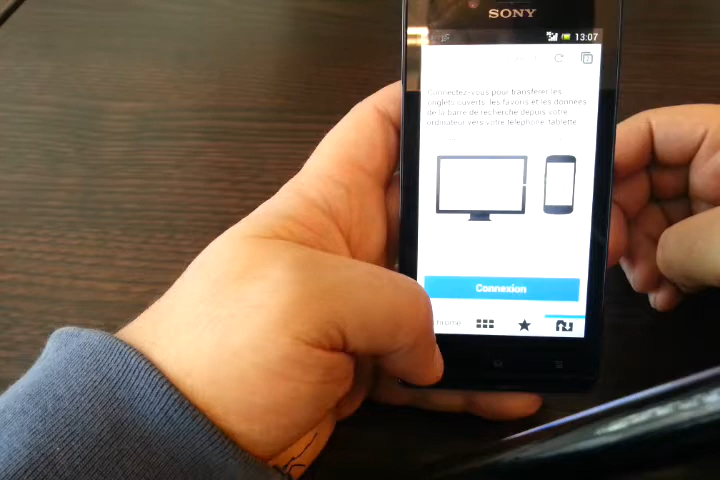 SONY
13:07
Connectez-vous pour transférer les
onglets ouverts, les favoris et les données
de la barre de recherche depuis votre
ordinateur vers votre téléphone, tablette
Connexion
chrome